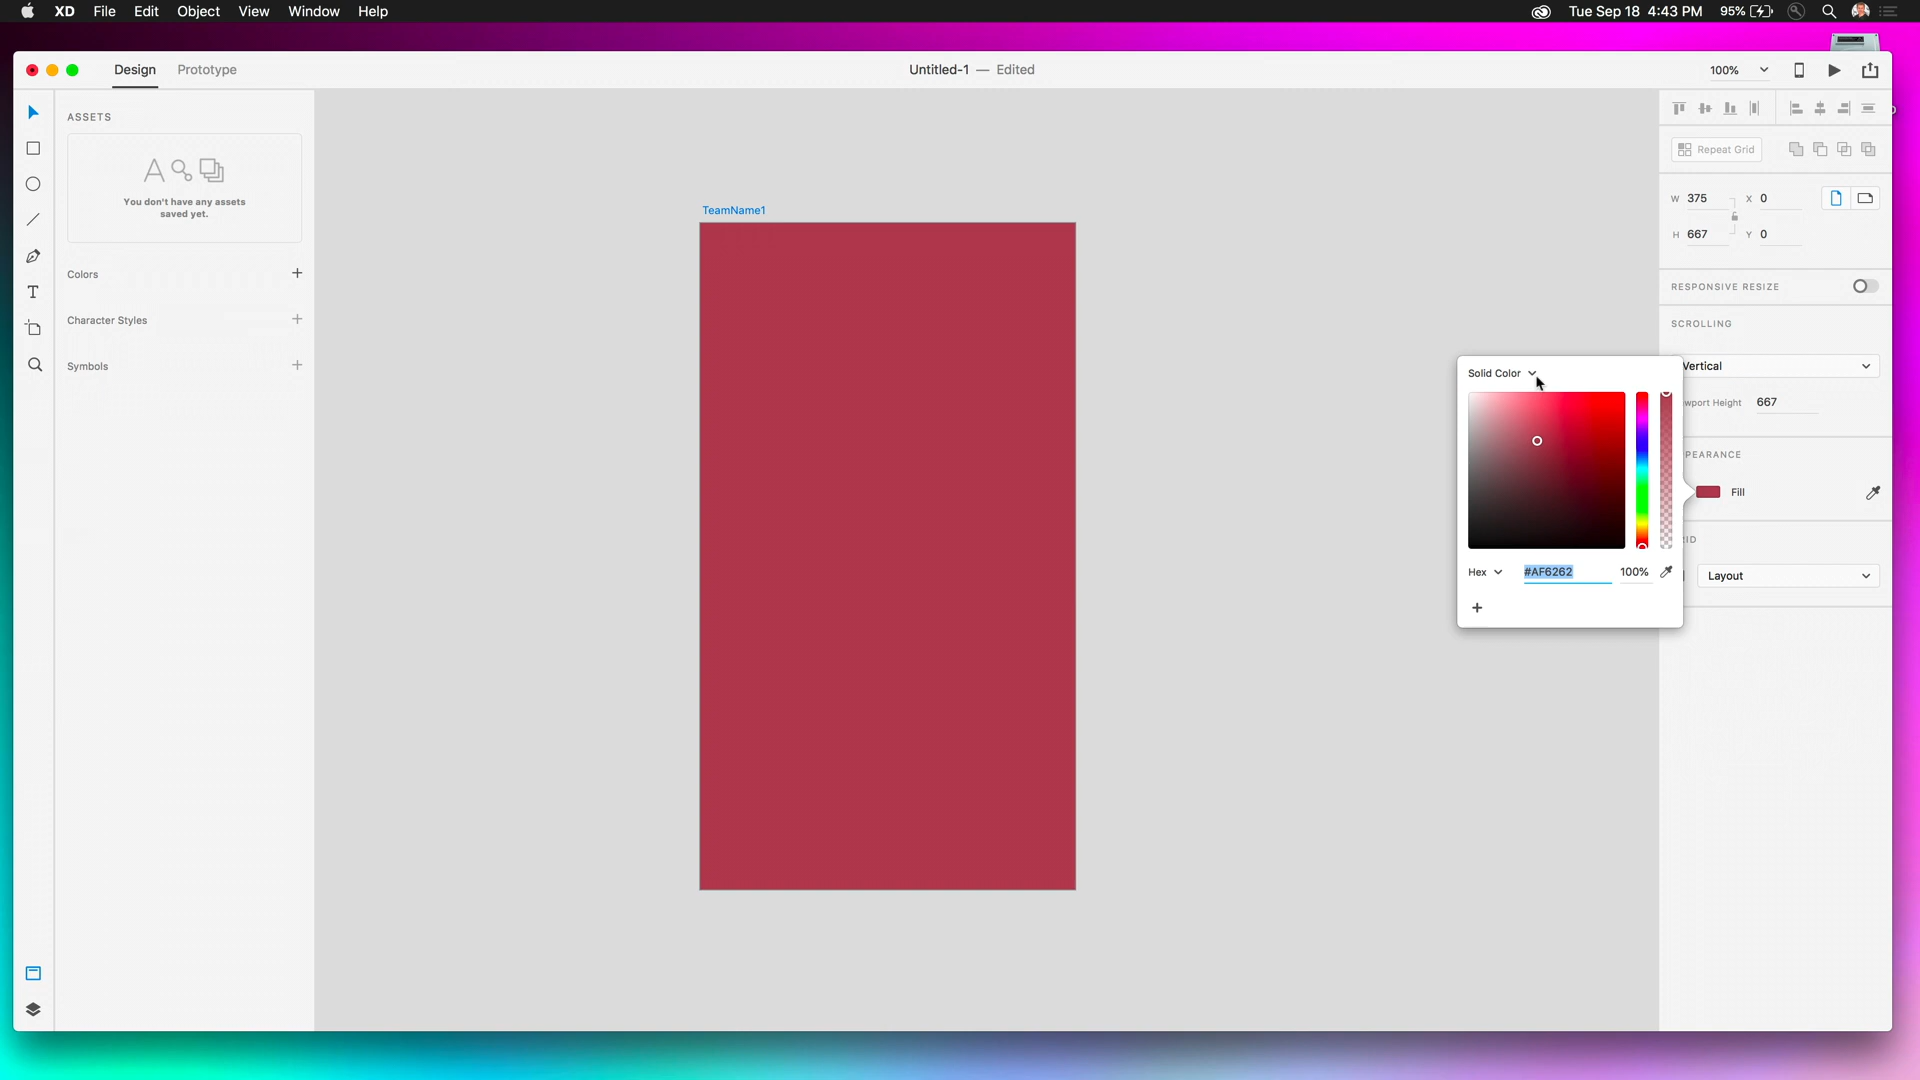 XD File Edit Object View Window Help
Tue Sep 18 4:43 PM 95%
Design Prototype
Untitled-1 — Edited
100%
ASSETS
You don't have any assets
saved yet.
Colors +
Character Styles +
Symbols +
TeamName1
Repeat Grid
W 375 X 0
H 667 Y 0
RESPONSIVE RESIZE
SCROLLING
Vertical
wport Height 667
PEARANCE
Fill
RID
Layout
Solid Color
Hex #AF6262 100%
+